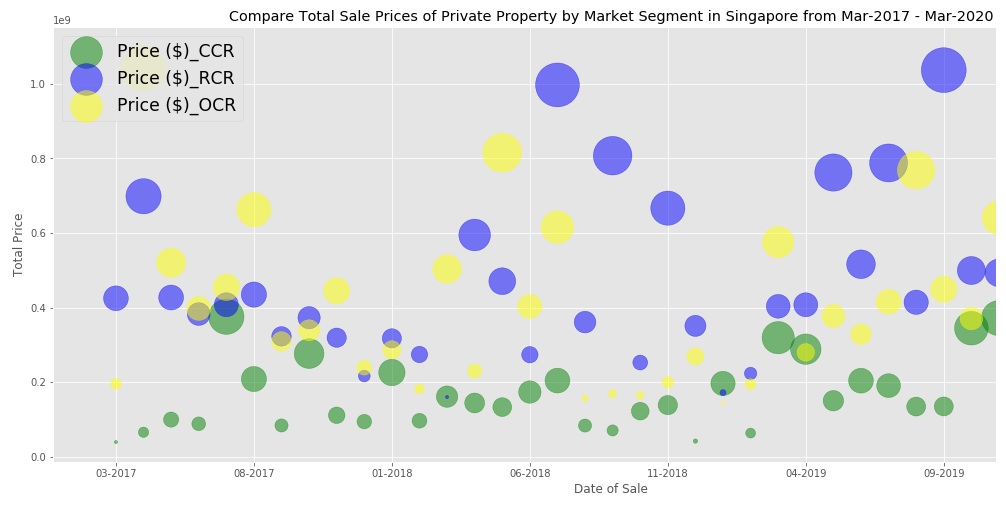 Compare Total Sale Prices of Private Property by Market Segment in Singapore from Mar-2017 - Mar-2020
1e9
Price ($)_CCR
Price ($)_RCR
Price ($)_OCR
1.0
0.8
0.6
0.4
0.2
0.0
Total Price
03-2017 08-2017 01-2018 06-2018 11-2018 04-2019 09-2019
Date of Sale